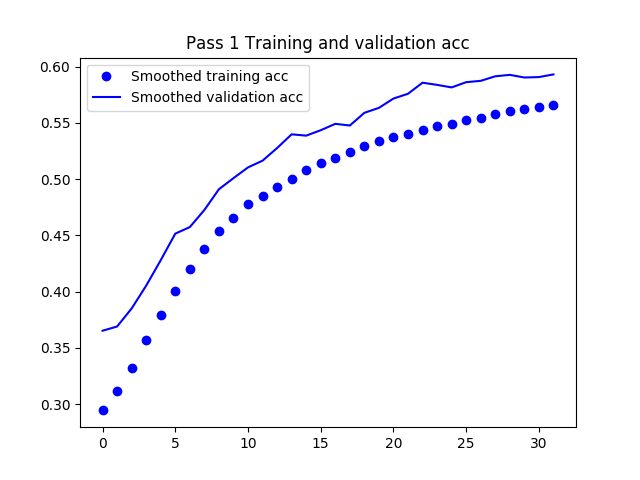 Pass 1 Training and validation acc
Smoothed training acc
Smoothed validation acc
0.60
0.55
0.50
0.45
0.40
0.35
0.30
0 5 10 15 20 25 30